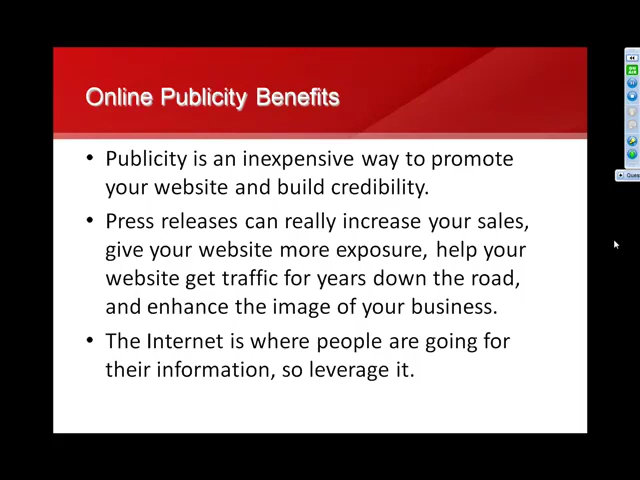 Online Publicity Benefits
• Publicity is an inexpensive way to promote
your website and build credibility.
• Press releases can really increase your sales,
give your website more exposure, help your
website get traffic for years down the road,
and enhance the image of your business.
• The Internet is where people are going for
their information, so leverage it.